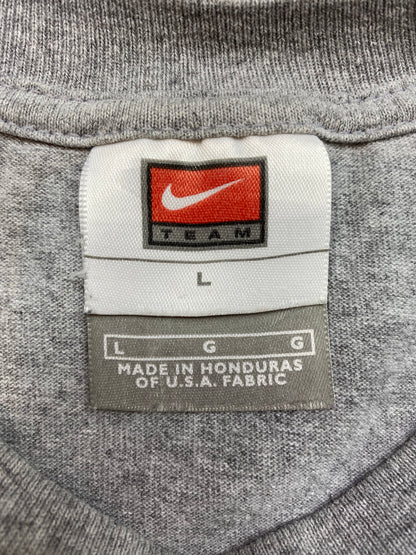 TEAM
L
L G G
MADE IN HONDURAS
OF U.S.A. FABRIC